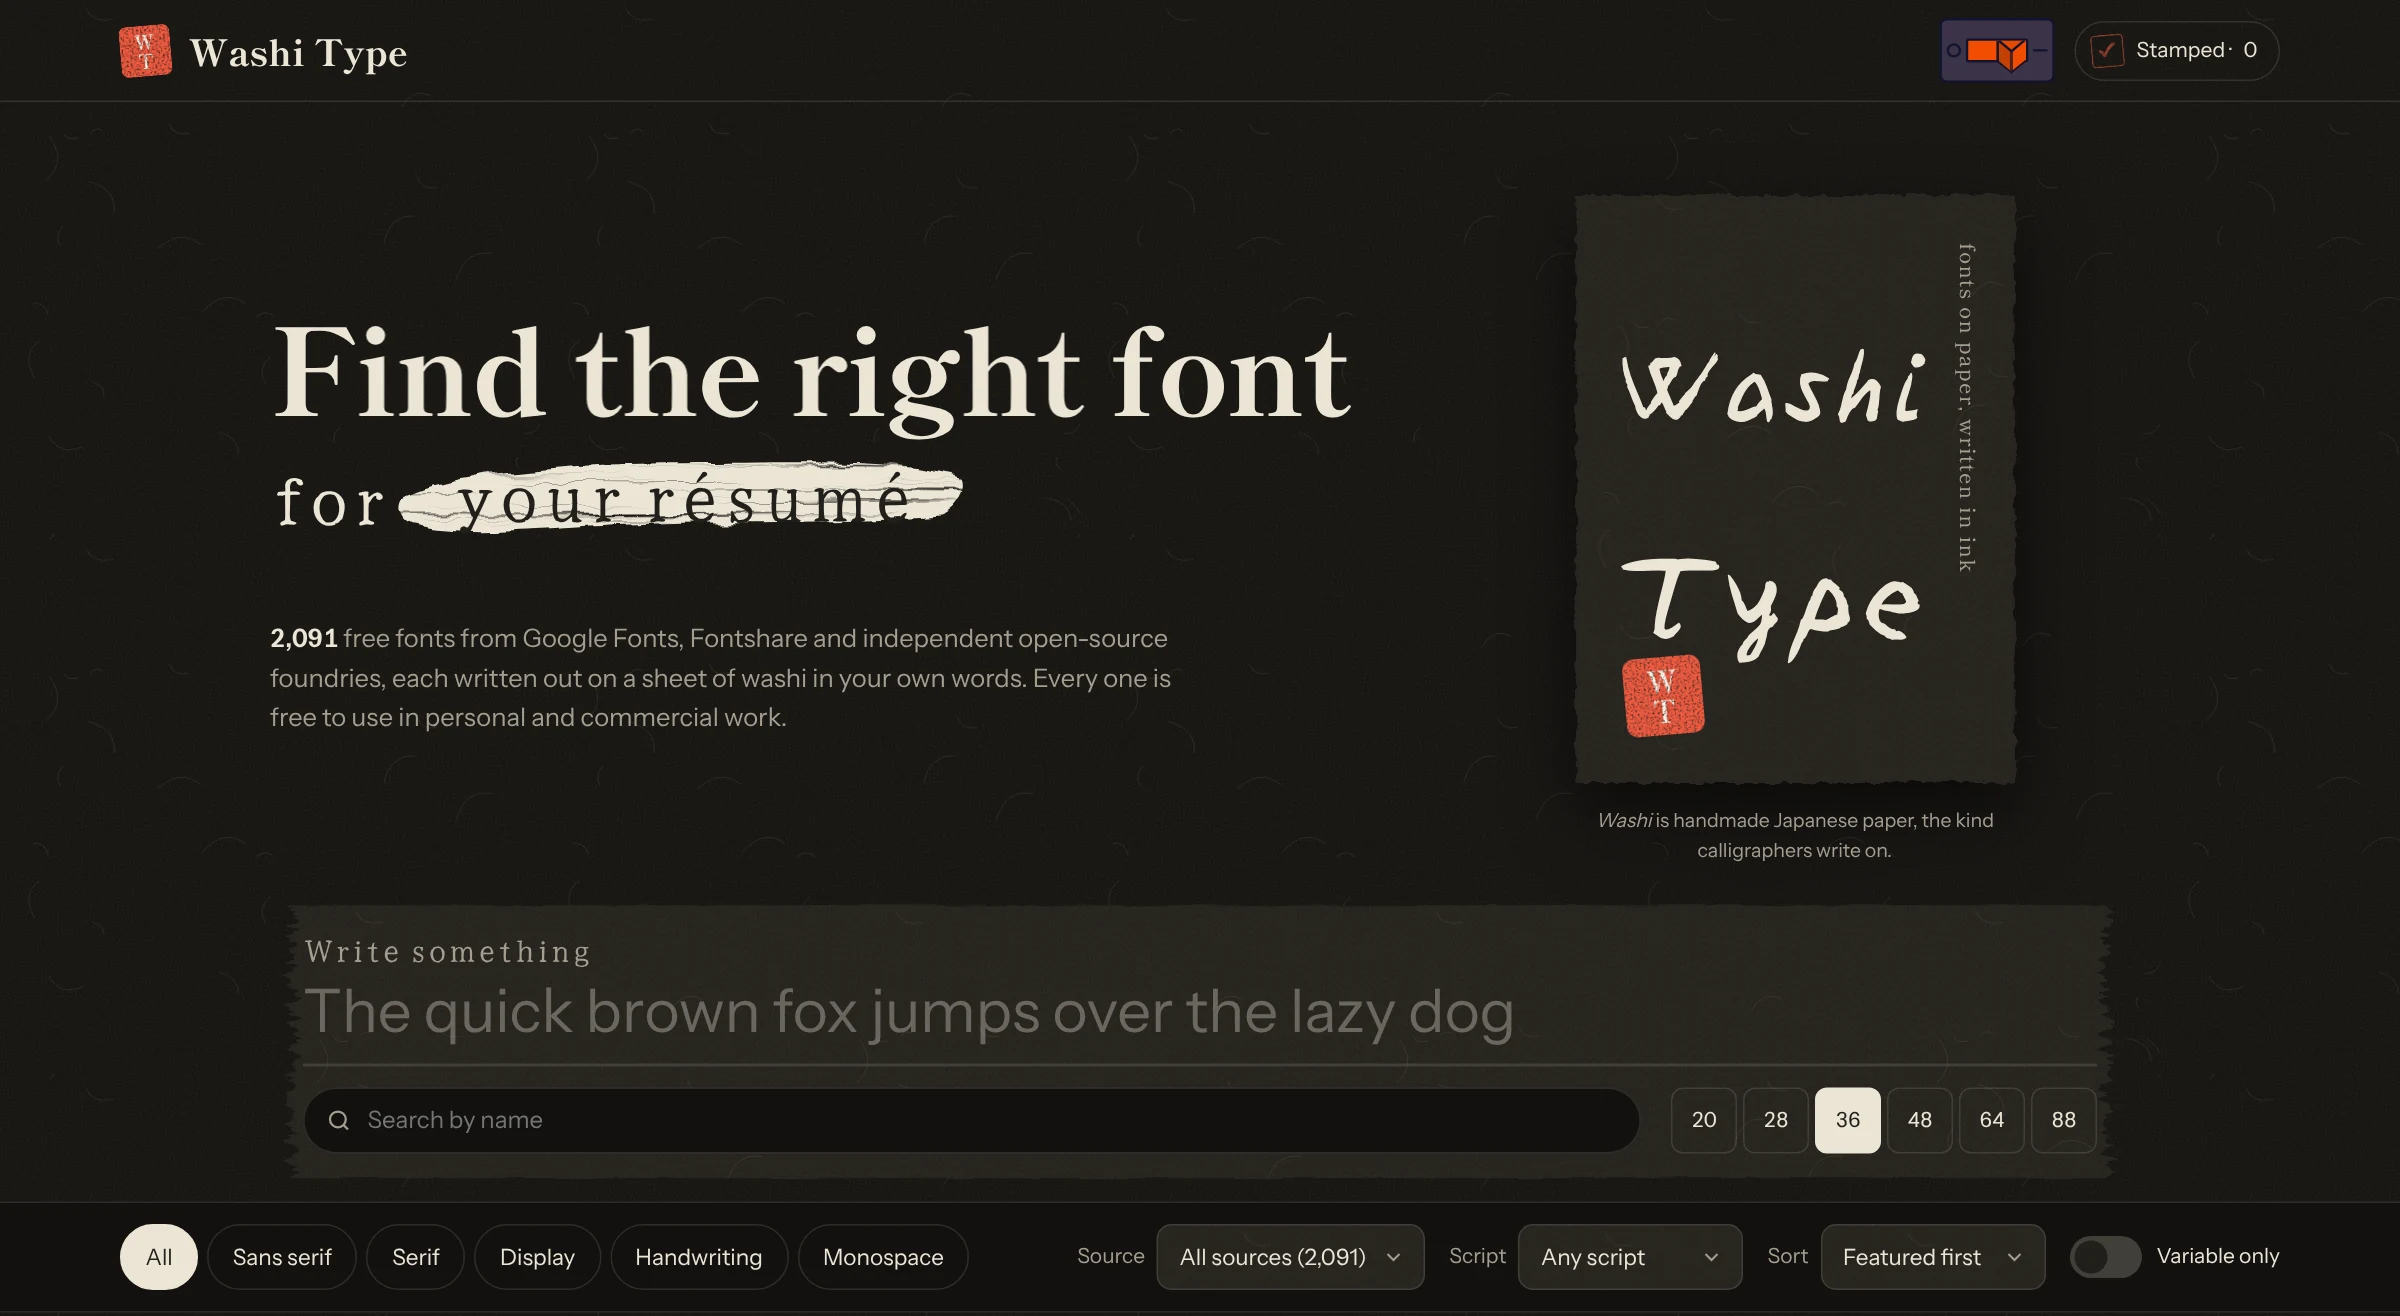 W
T
Washi Type
Stamped · 0
Find the right font
for your résumé
2,091 free fonts from Google Fonts, Fontshare and independent open-source
foundries, each written out on a sheet of washi in your own words. Every one is
free to use in personal and commercial work.
Washi
Type
fonts on paper, written in ink
W
T
Washi is handmade Japanese paper, the kind
calligraphers write on.
Write something
The quick brown fox jumps over the lazy dog
Search by name
20 28 36 48 64 88
All Sans serif Serif Display Handwriting Monospace Source All sources (2,091) Script Any script Sort Featured first Variable only